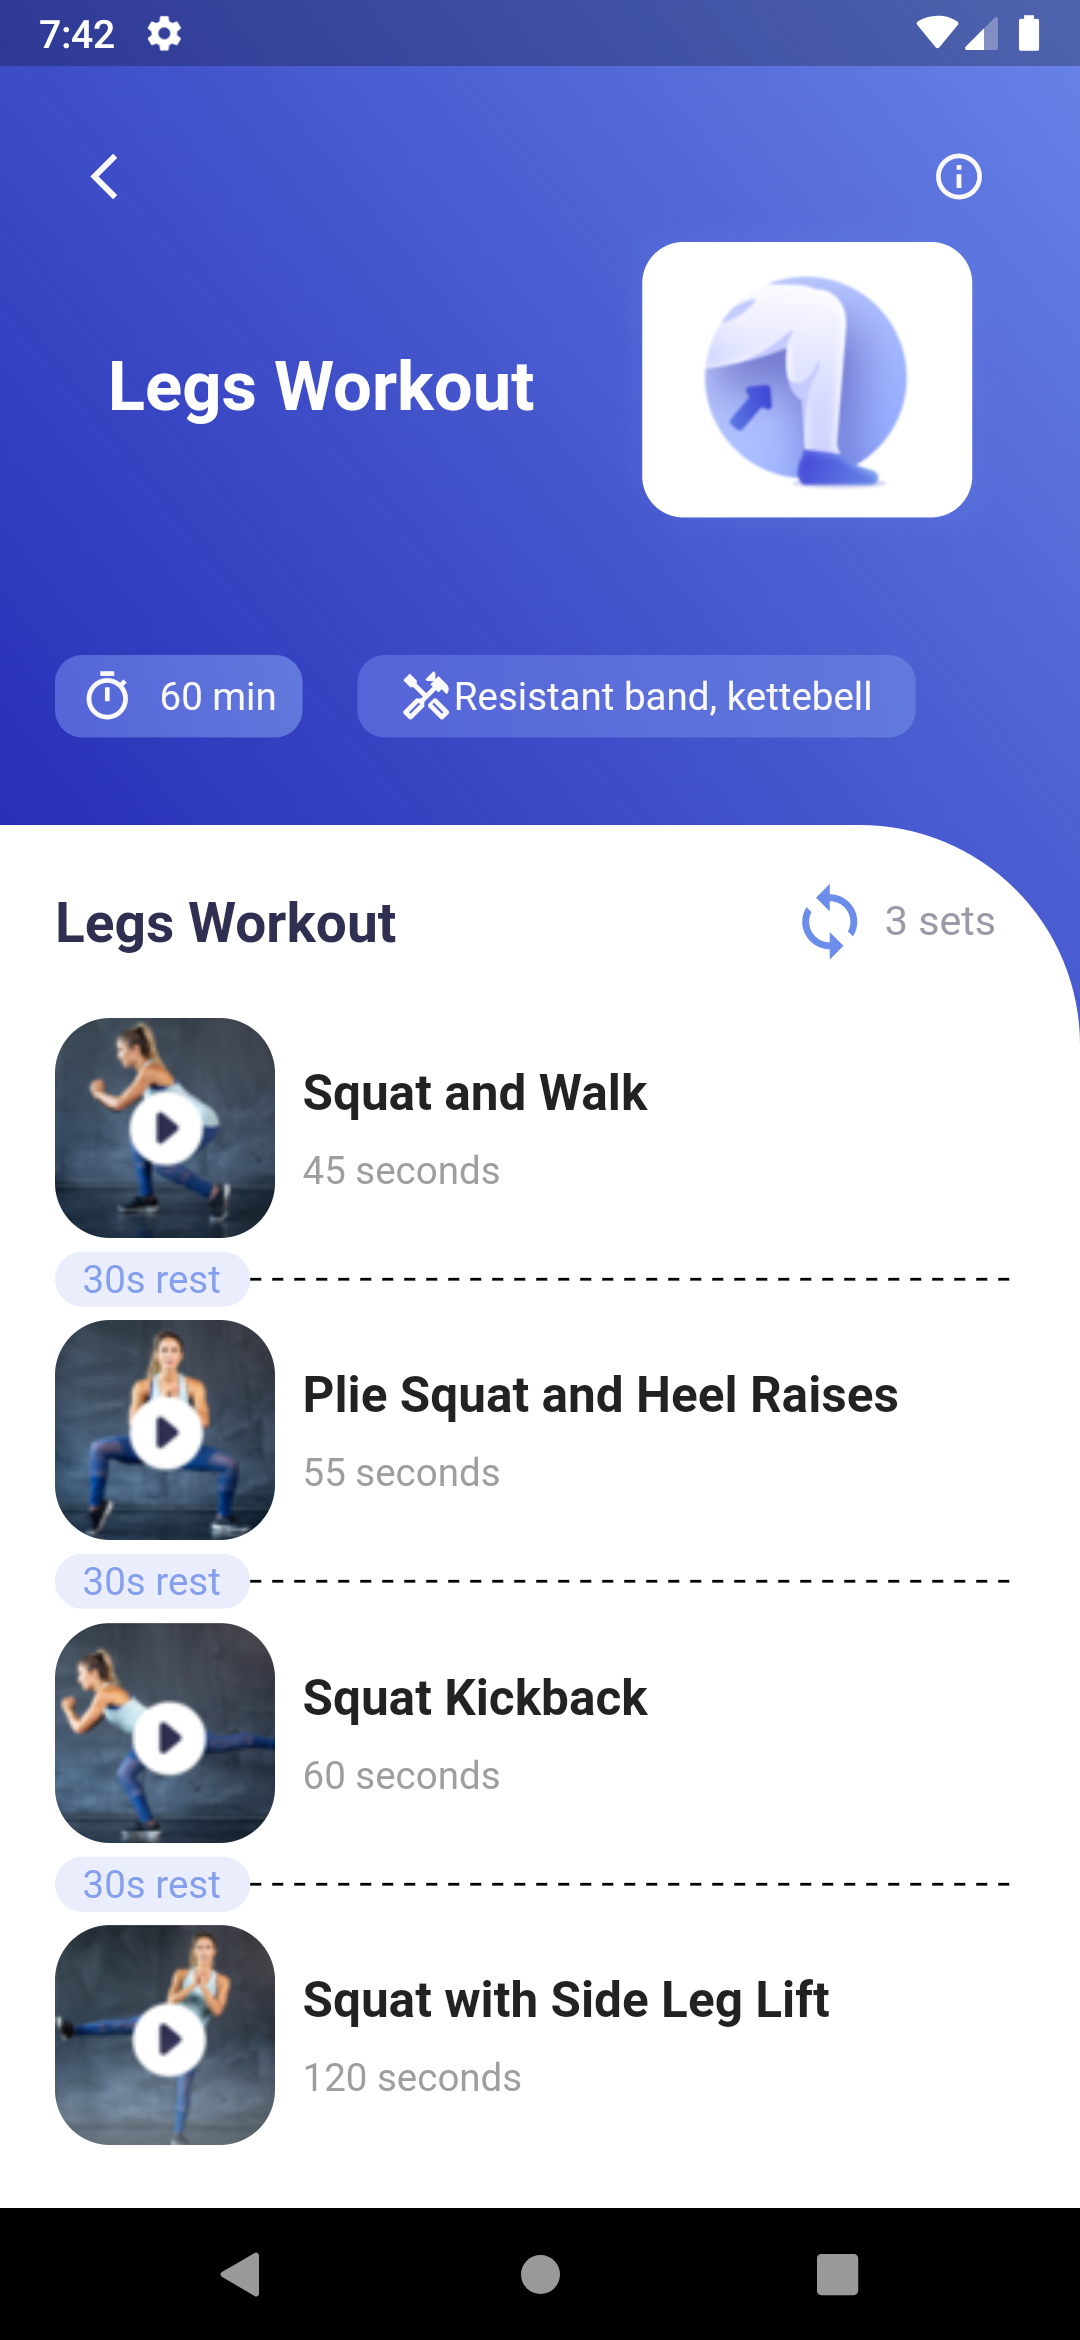 7:42
Legs Workout
60 min
Resistant band, kettebell
Legs Workout
3 sets
Squat and Walk
45 seconds
30s rest
Plie Squat and Heel Raises
55 seconds
30s rest
Squat Kickback
60 seconds
30s rest
Squat with Side Leg Lift
120 seconds